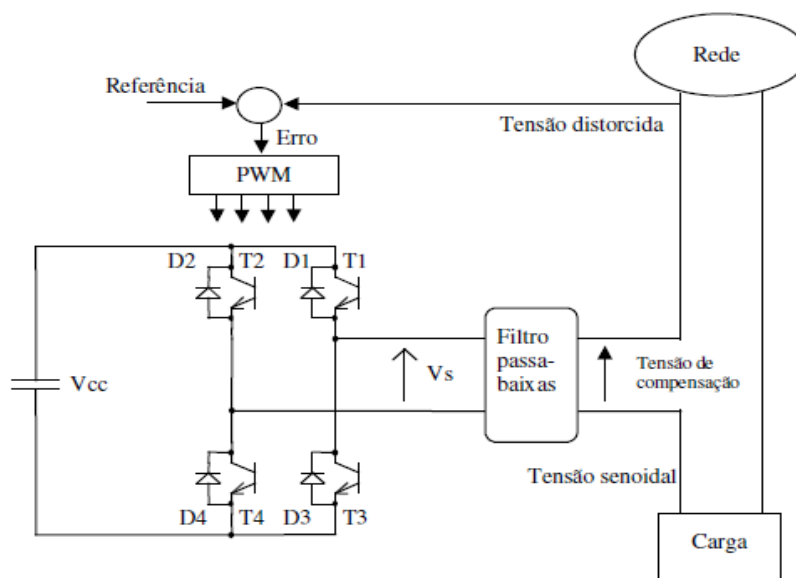 Rede
Referência
Tensão distorcida
Erro
PWM
D2
T2
D1
T1
Vcc
Vs
Filtro
passa-
baixas
Tensão de
compensação
D4
T4
D3
T3
Tensão senoidal
Carga